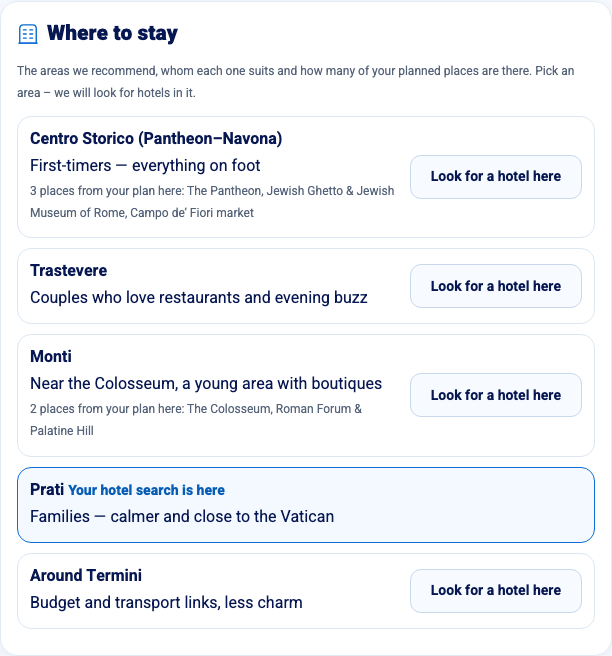 Where to stay
The areas we recommend, whom each one suits and how many of your planned places are there. Pick an
area – we will look for hotels in it.
Centro Storico (Pantheon–Navona)
First-timers — everything on foot
3 places from your plan here: The Pantheon, Jewish Ghetto & Jewish
Museum of Rome, Campo de' Fiori market
Look for a hotel here
Trastevere
Couples who love restaurants and evening buzz
Look for a hotel here
Monti
Near the Colosseum, a young area with boutiques
2 places from your plan here: The Colosseum, Roman Forum &
Palatine Hill
Look for a hotel here
Prati Your hotel search is here
Families — calmer and close to the Vatican
Around Termini
Budget and transport links, less charm
Look for a hotel here